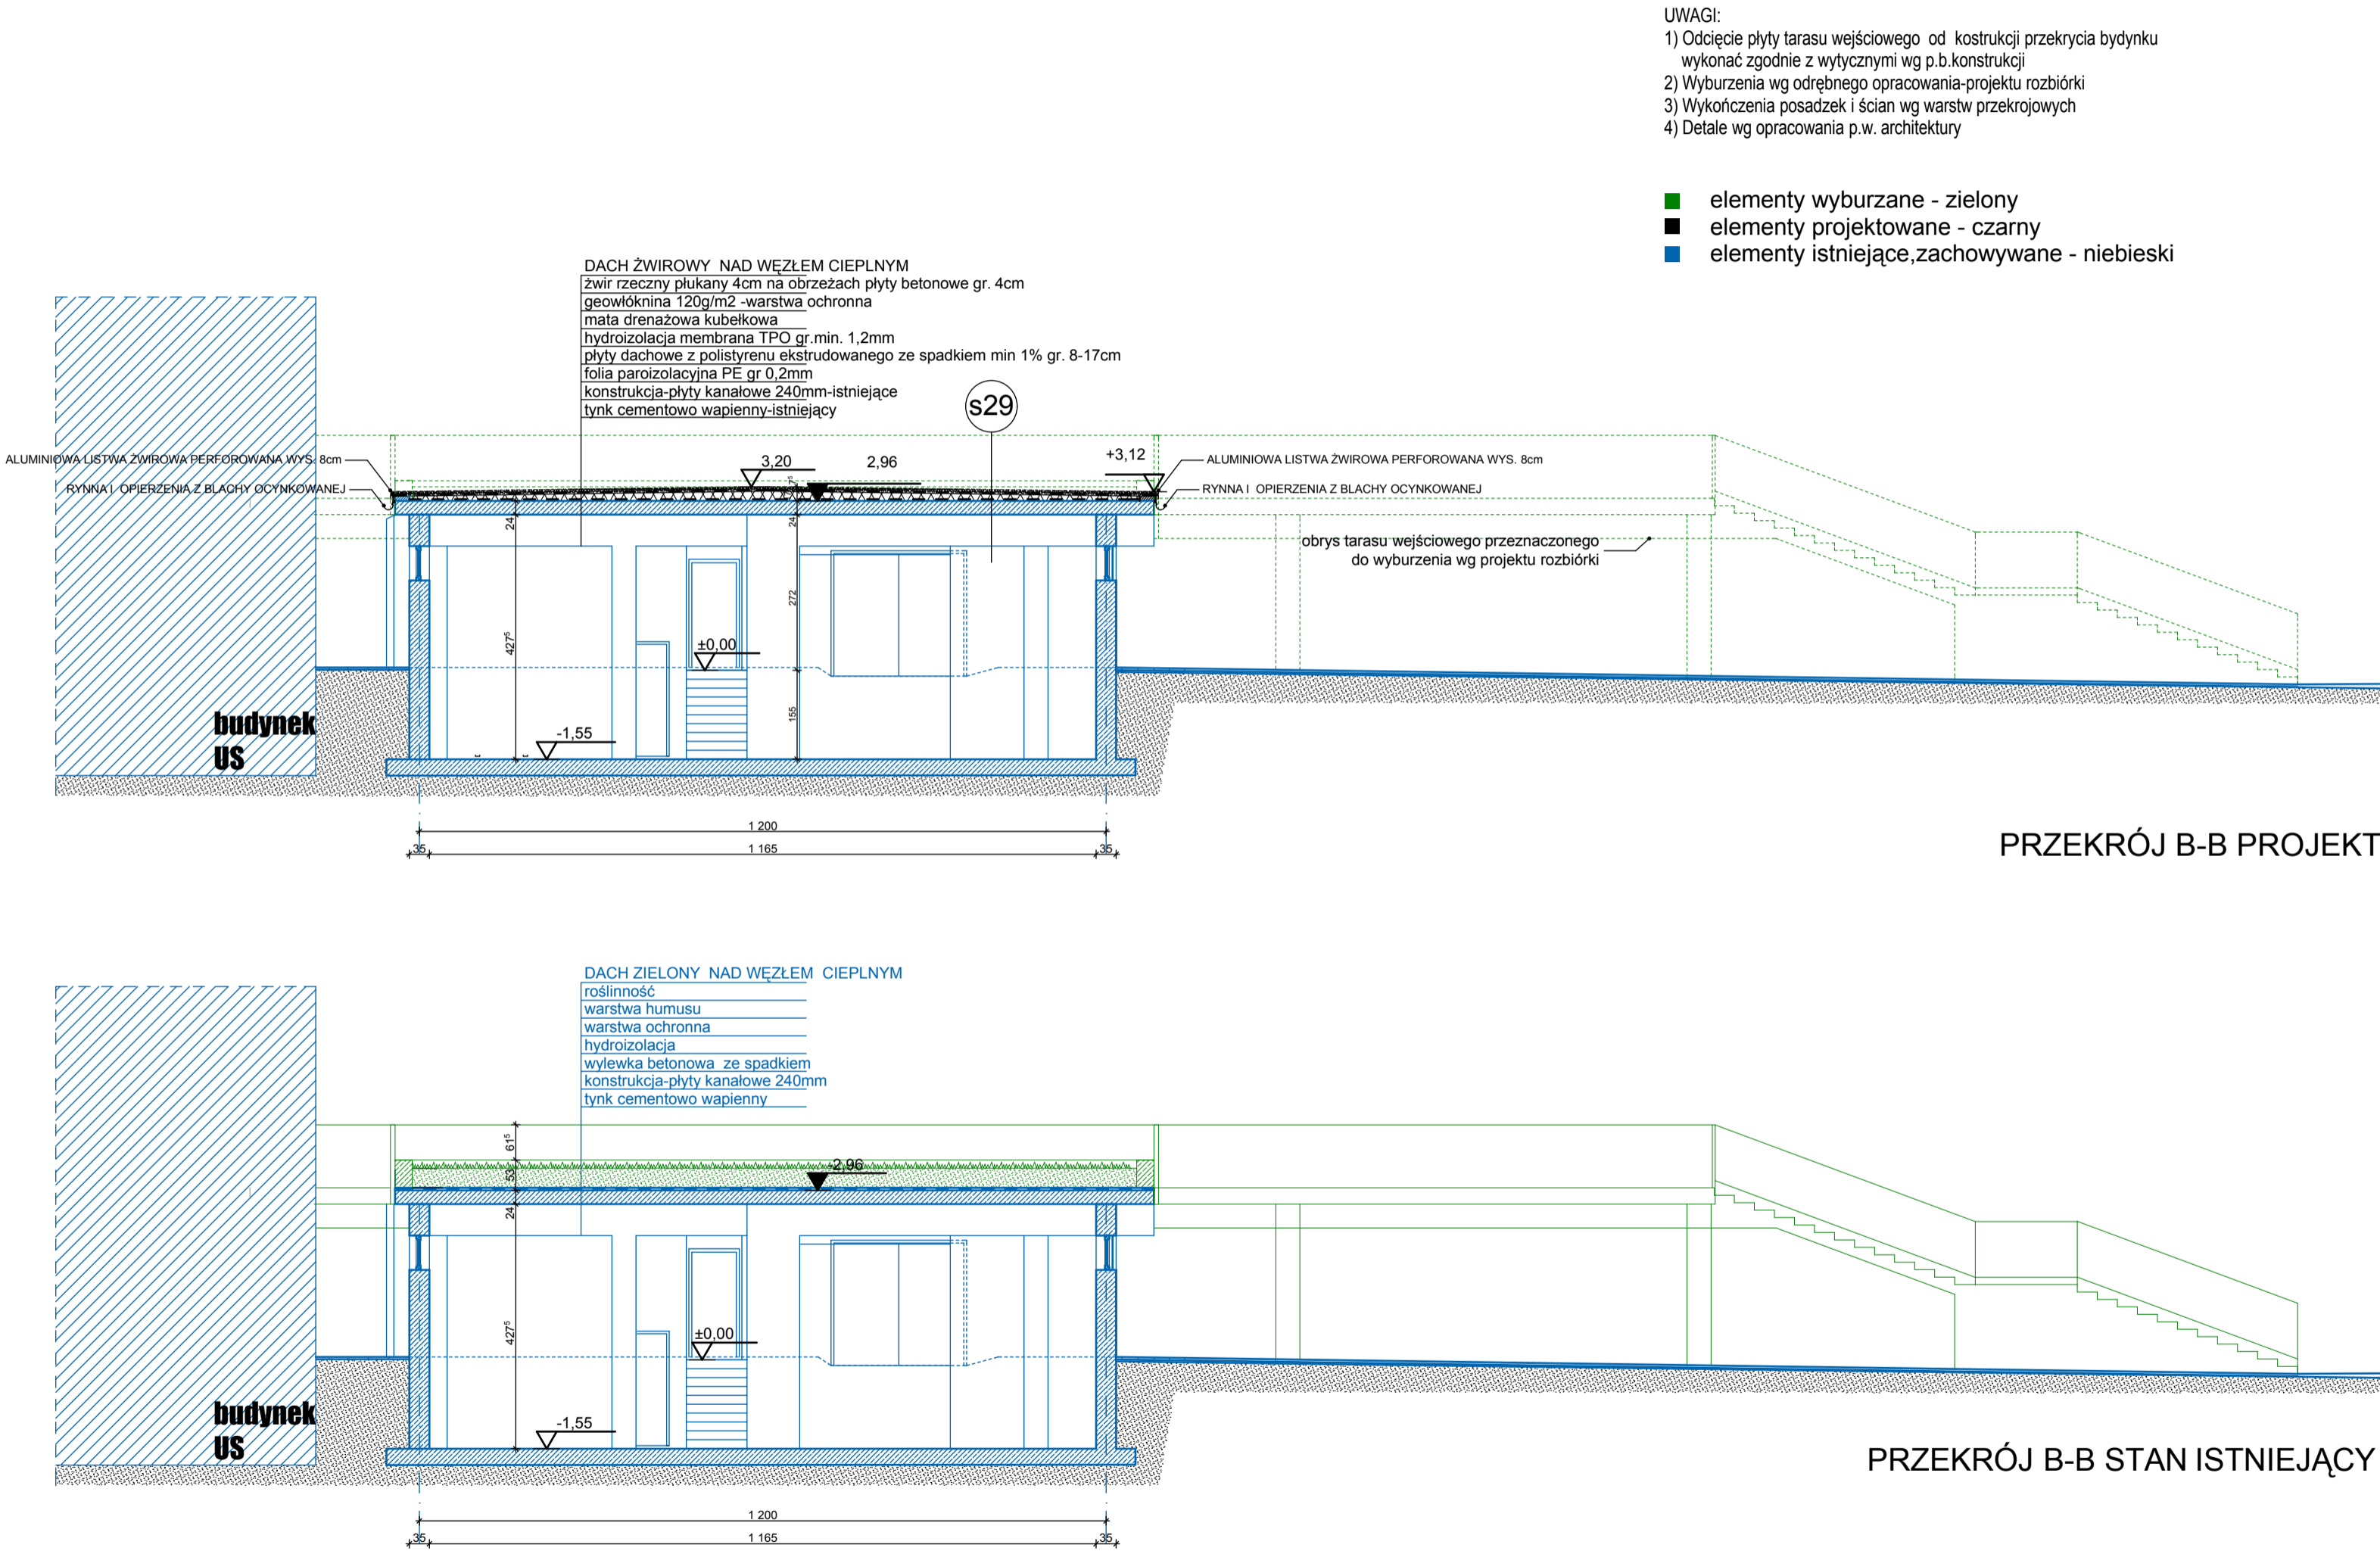 UWAGI:
1) Odcięcie płyty tarasu wejściowego od kostrukcji przekrycia bydynku
wykonać zgodnie z wytycznymi wg p.b.konstrukcji
2) Wyburzenia wg odrębnego opracowania-projektu rozbiórki
3) Wykończenia posadzek i ścian wg warstw przekrojowych
4) Detale wg opracowania p.w. architektury
elementy wyburzane - zielony
elementy projektowane - czarny
elementy istniejące,zachowywane - niebieski
DACH ŻWIROWY NAD WĘZŁEM CIEPLNYM
żwir rzeczny płukany 4cm na obrzeżach płyty betonowe gr. 4cm
geowłóknina 120g/m2 -warstwa ochronna
mata drenażowa kubełkowa
hydroizolacja membrana TPO gr.min. 1,2mm
płyty dachowe z polistyrenu ekstrudowanego ze spadkiem min 1% gr. 8-17cm
folia paroizolacyjna PE gr 0,2mm
konstrukcja-płyty kanałowe 240mm-istniejące
tynk cementowo wapienny-istniejący
s29
ALUMINIOWA LISTWA ŻWIROWA PERFOROWANA WYS. 8cm
RYNNA I OPIERZENIA Z BLACHY OCYNKOWANEJ
3,20
2,96
+3,12
ALUMINIOWA LISTWA ŻWIROWA PERFOROWANA WYS. 8cm
RYNNA I OPIERZENIA Z BLACHY OCYNKOWANEJ
24
24
obrys tarasu wejściowego przeznaczonego
do wyburzenia wg projektu rozbiórki
272
427⁵
±0,00
155
-1,55
budynek
US
1 200
35
1 165
35
PRZEKRÓJ B-B PROJEKT
DACH ZIELONY NAD WĘZŁEM CIEPLNYM
roślinność
warstwa humusu
warstwa ochronna
hydroizolacja
wylewka betonowa ze spadkiem
konstrukcja-płyty kanałowe 240mm
tynk cementowo wapienny
61⁵
53
-2,96
24
427⁵
±0,00
-1,55
budynek
US
PRZEKRÓJ B-B STAN ISTNIEJĄCY
1 200
35
1 165
35